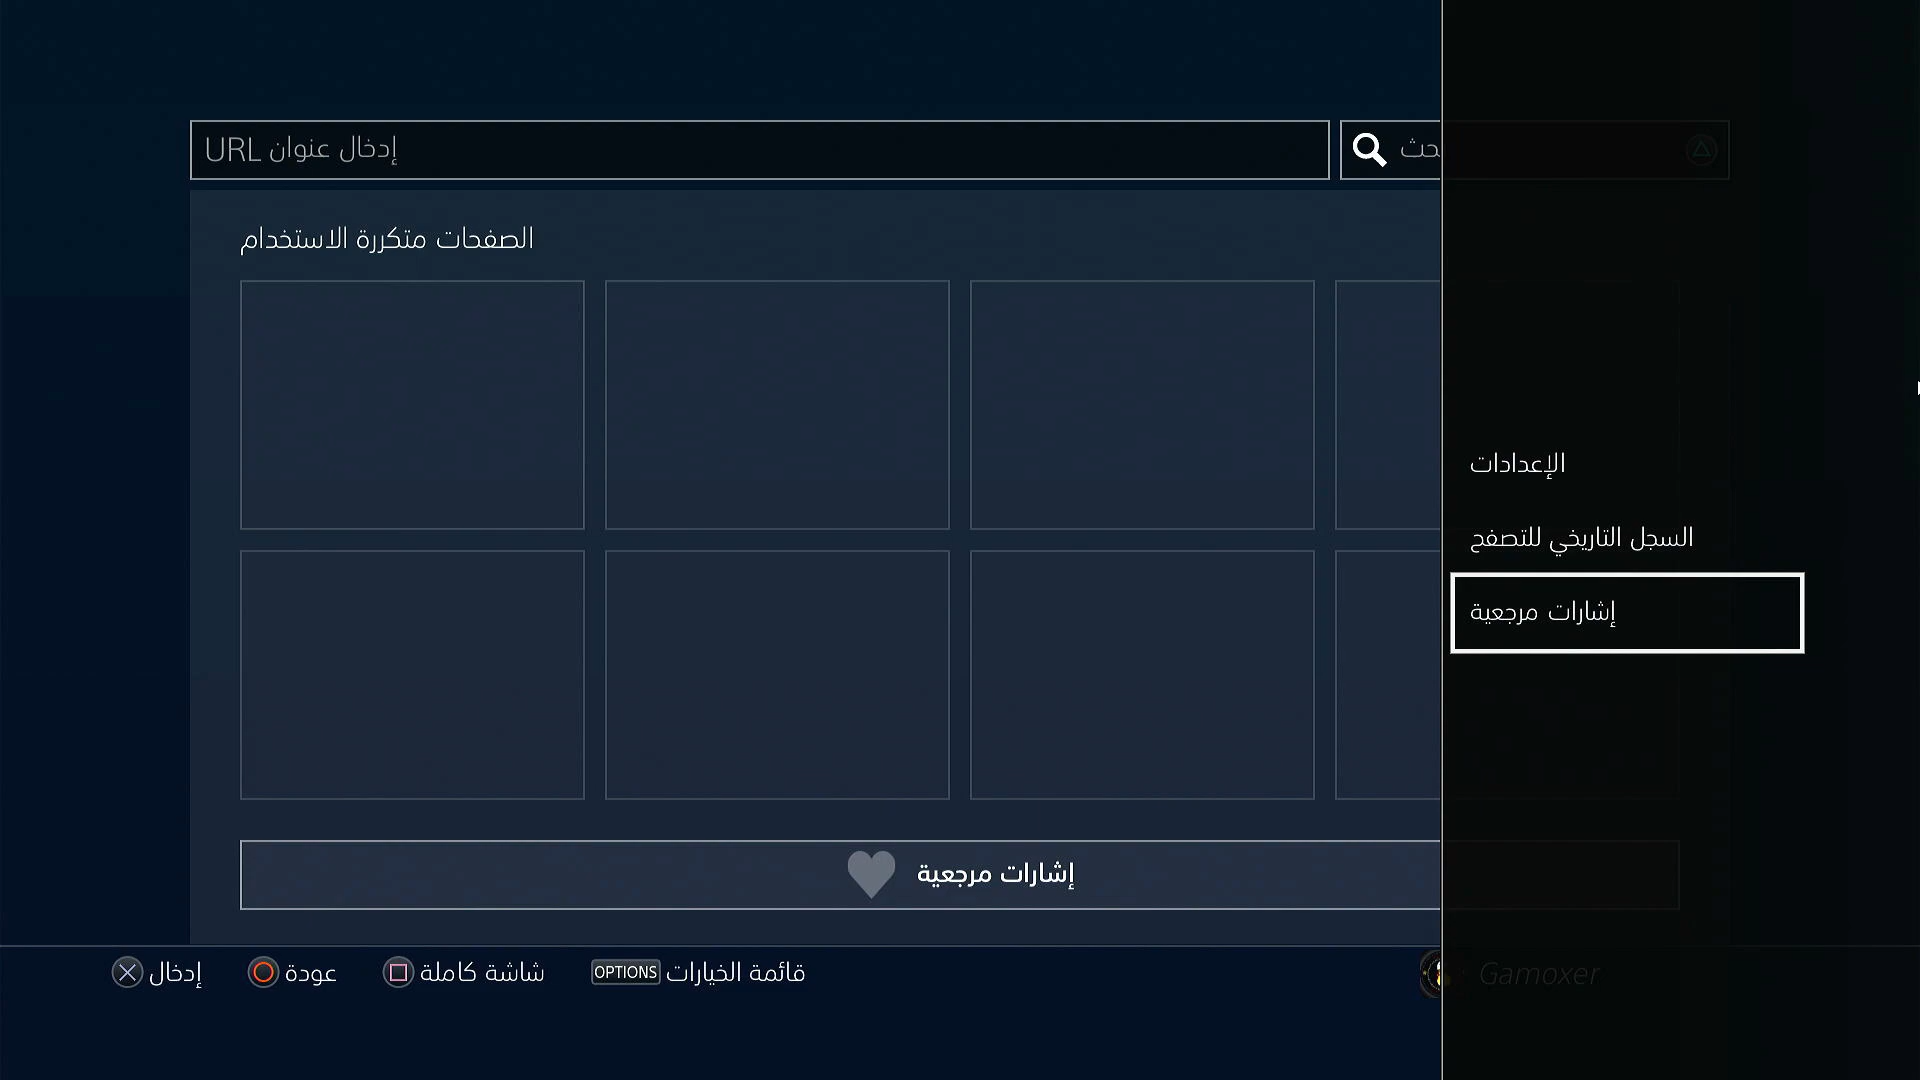 إدخال عنوان URL
الصفحات متكررة الاستخدام
إشارات مرجعية
الإعدادات
السجل التاريخي للتصفح
إشارات مرجعية
إدخال
عودة
شاشة كاملة
OPTIONS قائمة الخيارات
Gamoxer